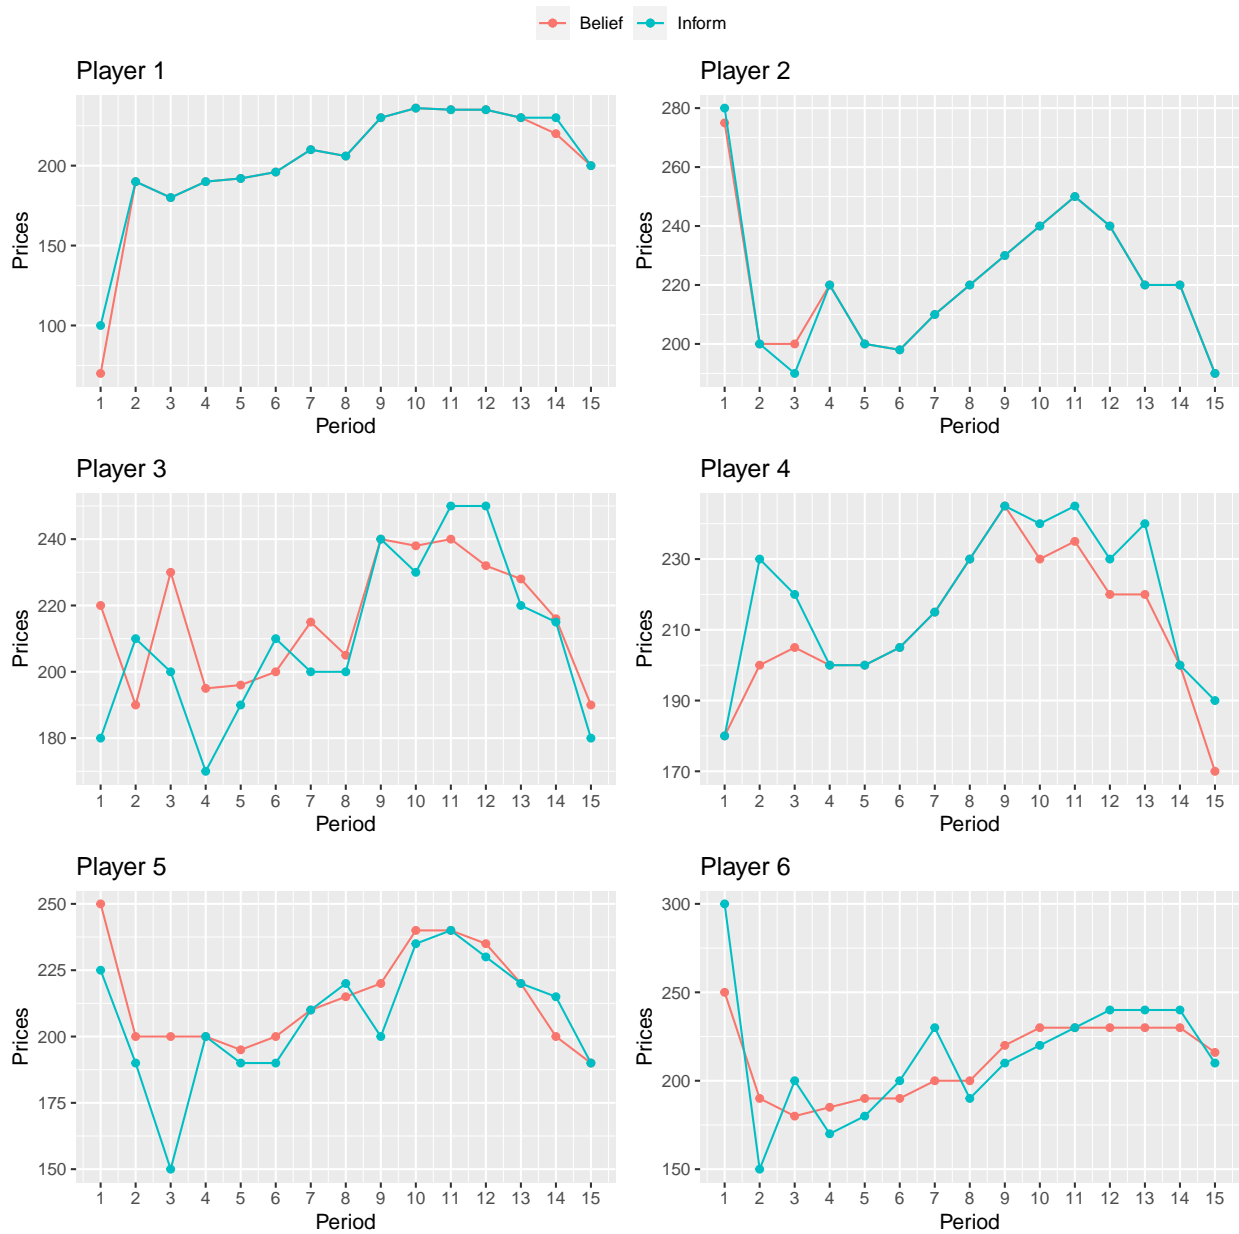 Belief Inform
Player 1
Prices
200
150
100
1 2 3 4 5 6 7 8 9 10 11 12 13 14 15
Period
Player 2
Prices
280
260
240
220
200
1 2 3 4 5 6 7 8 9 10 11 12 13 14 15
Period
Player 3
Prices
240
220
200
180
1 2 3 4 5 6 7 8 9 10 11 12 13 14 15
Period
Player 4
Prices
230
210
190
170
1 2 3 4 5 6 7 8 9 10 11 12 13 14 15
Period
Player 5
Prices
250
225
200
175
150
1 2 3 4 5 6 7 8 9 10 11 12 13 14 15
Period
Player 6
Prices
300
250
200
150
1 2 3 4 5 6 7 8 9 10 11 12 13 14 15
Period